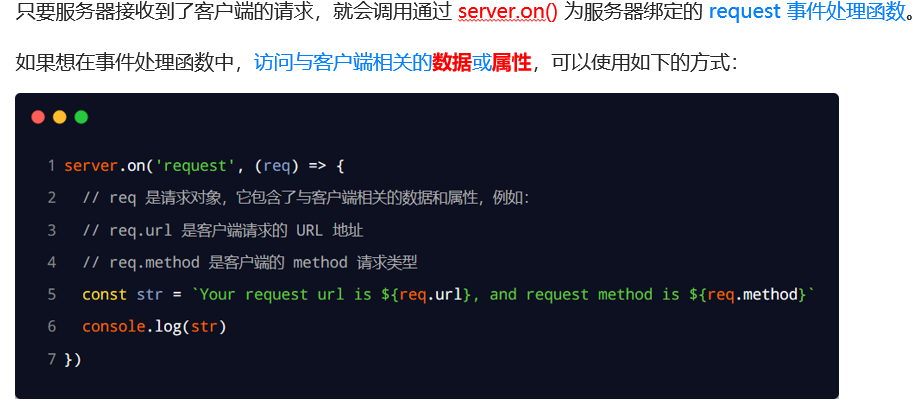 只要服务器接收到了客户端的请求，就会调用通过 server.on() 为服务器绑定的 request 事件处理函数。
如果想在事件处理函数中，访问与客户端相关的数据或属性，可以使用如下的方式：
1 server.on('request', (req) => {
2 // req 是请求对象，它包含了与客户端相关的数据和属性，例如：
3 // req.url 是客户端请求的 URL 地址
4 // req.method 是客户端的 method 请求类型
5 const str = `Your request url is ${req.url}, and request method is ${req.method}`
6 console.log(str)
7 })